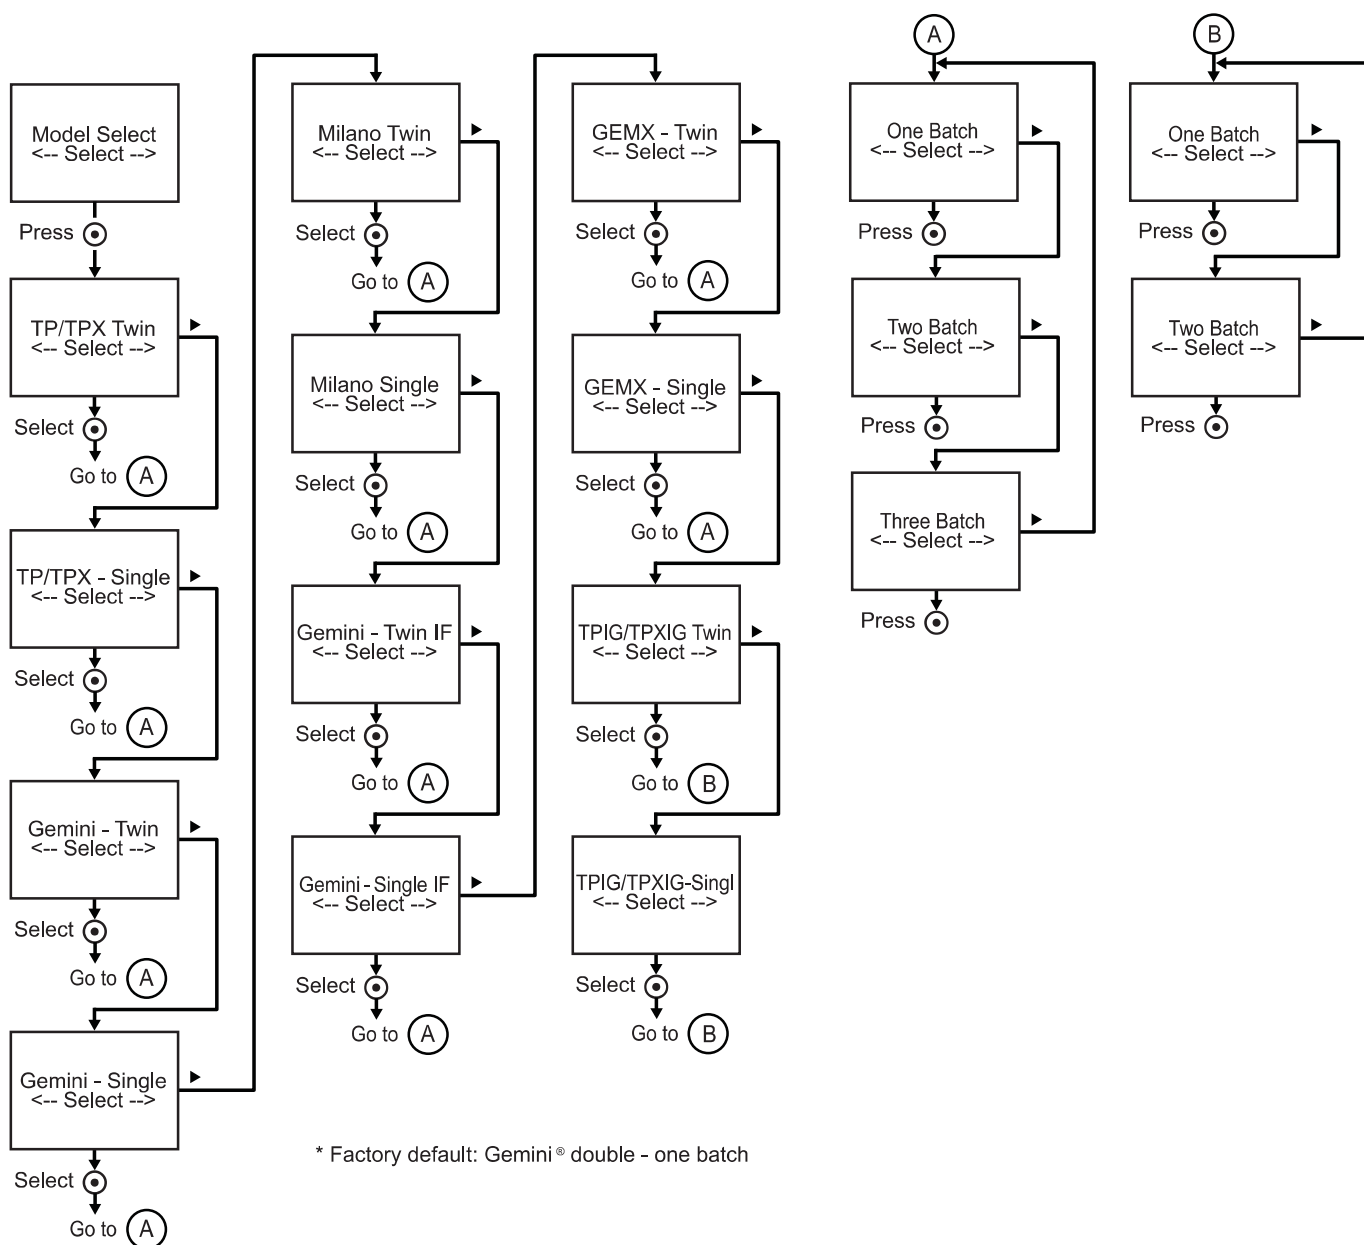 Model Select
<-- Select -->
Press
TP/TPX Twin
<-- Select -->
Select
Go to A
TP/TPX - Single
<-- Select -->
Select
Go to A
Gemini - Twin
<-- Select -->
Select
Go to A
Gemini - Single
<-- Select -->
Select
Go to A
Milano Twin
<-- Select -->
Select
Go to A
Milano Single
<-- Select -->
Select
Go to A
Gemini - Twin IF
<-- Select -->
Select
Go to A
Gemini - Single IF
<-- Select -->
Select
Go to A
GEMX - Twin
<-- Select -->
Select
Go to A
GEMX - Single
<-- Select -->
Select
Go to A
TPIG/TPXIG Twin
<-- Select -->
Select
Go to B
TPIG/TPXIG-Singl
<-- Select -->
Select
Go to B
A
One Batch
<-- Select -->
Press
Two Batch
<-- Select -->
Press
Three Batch
<-- Select -->
Press
B
One Batch
<-- Select -->
Press
Two Batch
<-- Select -->
Press
* Factory default: Gemini® double - one batch